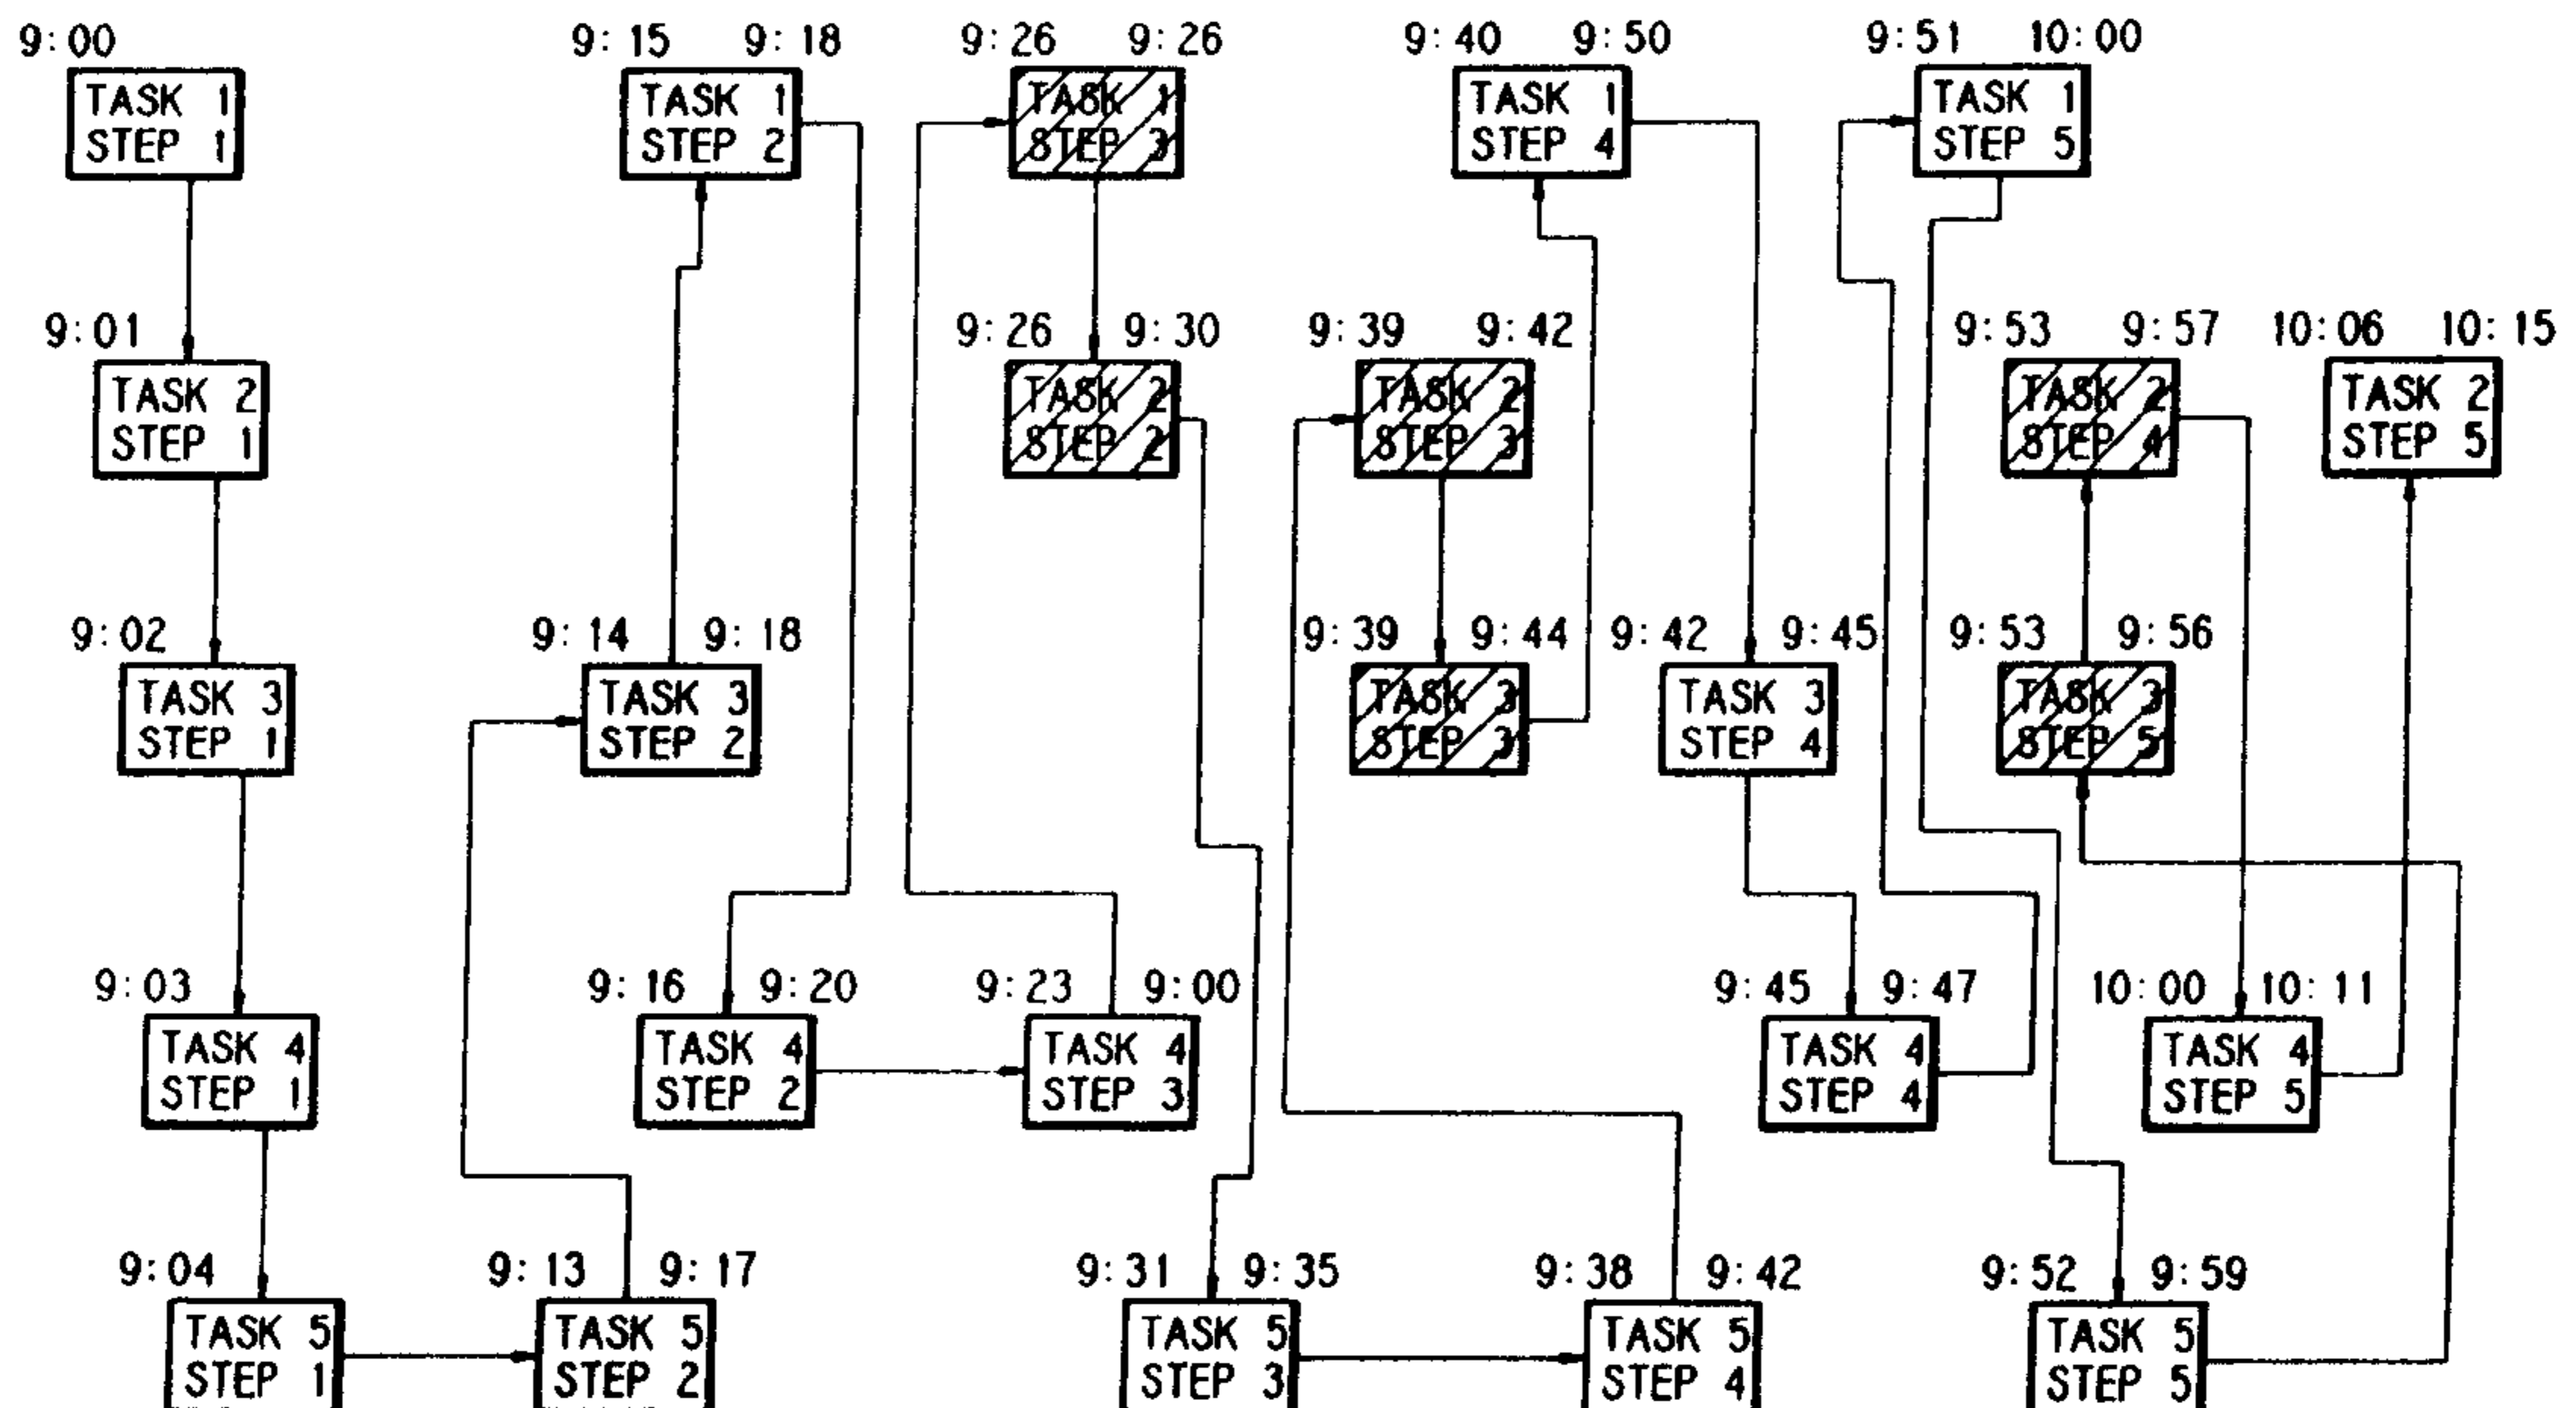 9:00
TASK 1
STEP 1
9:15 9:18
TASK 1
STEP 2
9:26 9:26
TASK 1
STEP 3
9:40 9:50
TASK 1
STEP 4
9:51 10:00
TASK 1
STEP 5
9:01
TASK 2
STEP 1
9:26 9:30
TASK 2
STEP 2
9:39 9:42
TASK 2
STEP 3
9:53 9:57
TASK 2
STEP 4
10:06 10:15
TASK 2
STEP 5
9:02
TASK 3
STEP 1
9:14 9:18
TASK 3
STEP 2
9:39 9:44
TASK 3
STEP 3
9:42 9:45
TASK 3
STEP 4
9:53 9:56
TASK 3
STEP 5
9:03
TASK 4
STEP 1
9:16 9:20
TASK 4
STEP 2
9:23 9:00
TASK 4
STEP 3
9:45 9:47
TASK 4
STEP 4
10:00 10:11
TASK 4
STEP 5
9:04
TASK 5
STEP 1
9:13 9:17
TASK 5
STEP 2
9:31 9:35
TASK 5
STEP 3
9:38 9:42
TASK 5
STEP 4
9:52 9:59
TASK 5
STEP 5